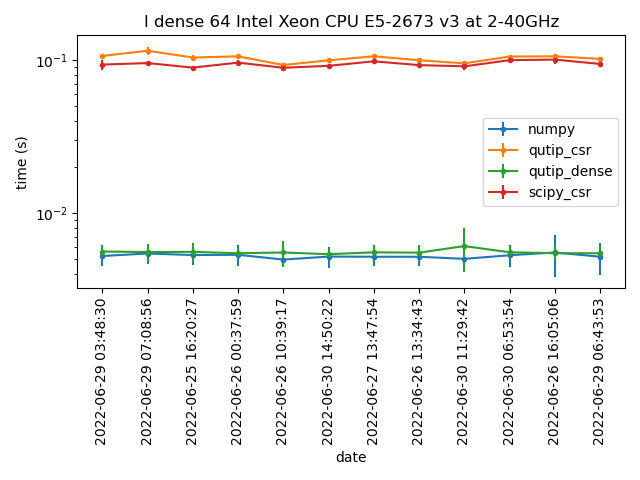 l dense 64 Intel Xeon CPU E5-2673 v3 at 2-40GHz
time (s)
10⁻¹
10⁻²
numpy
qutip_csr
qutip_dense
scipy_csr
2022-06-29 03:48:30
2022-06-29 07:08:56
2022-06-25 16:20:27
2022-06-26 00:37:59
2022-06-26 10:39:17
2022-06-30 14:50:22
2022-06-27 13:47:54
2022-06-26 13:34:43
2022-06-30 11:29:42
2022-06-30 06:53:54
2022-06-26 16:05:06
2022-06-29 06:43:53
date